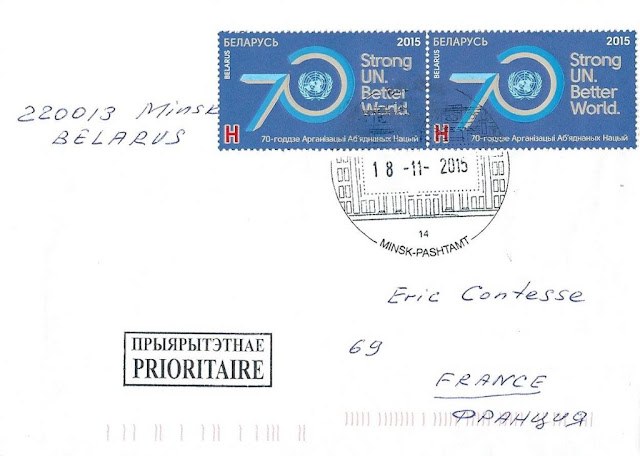 БЕЛАРУСЬ 2015
BELARUS
70
Strong
UN.
Better
World.
H
70-годдзе Арганізацыі Аб'яднаных Нацый
БЕЛАРУСЬ 2015
BELARUS
70
Strong
UN.
Better
World.
H
70-годдзе Арганізацыі Аб'яднаных Нацый
220013 Minsk
BELARUS
18 -11- 2015
14
MINSK-PASHTAMT
Eric Contesse
69
FRANCE
ФРАНЦИЯ
ПРЫЯРЫТЭТНАЕ
PRIORITAIRE